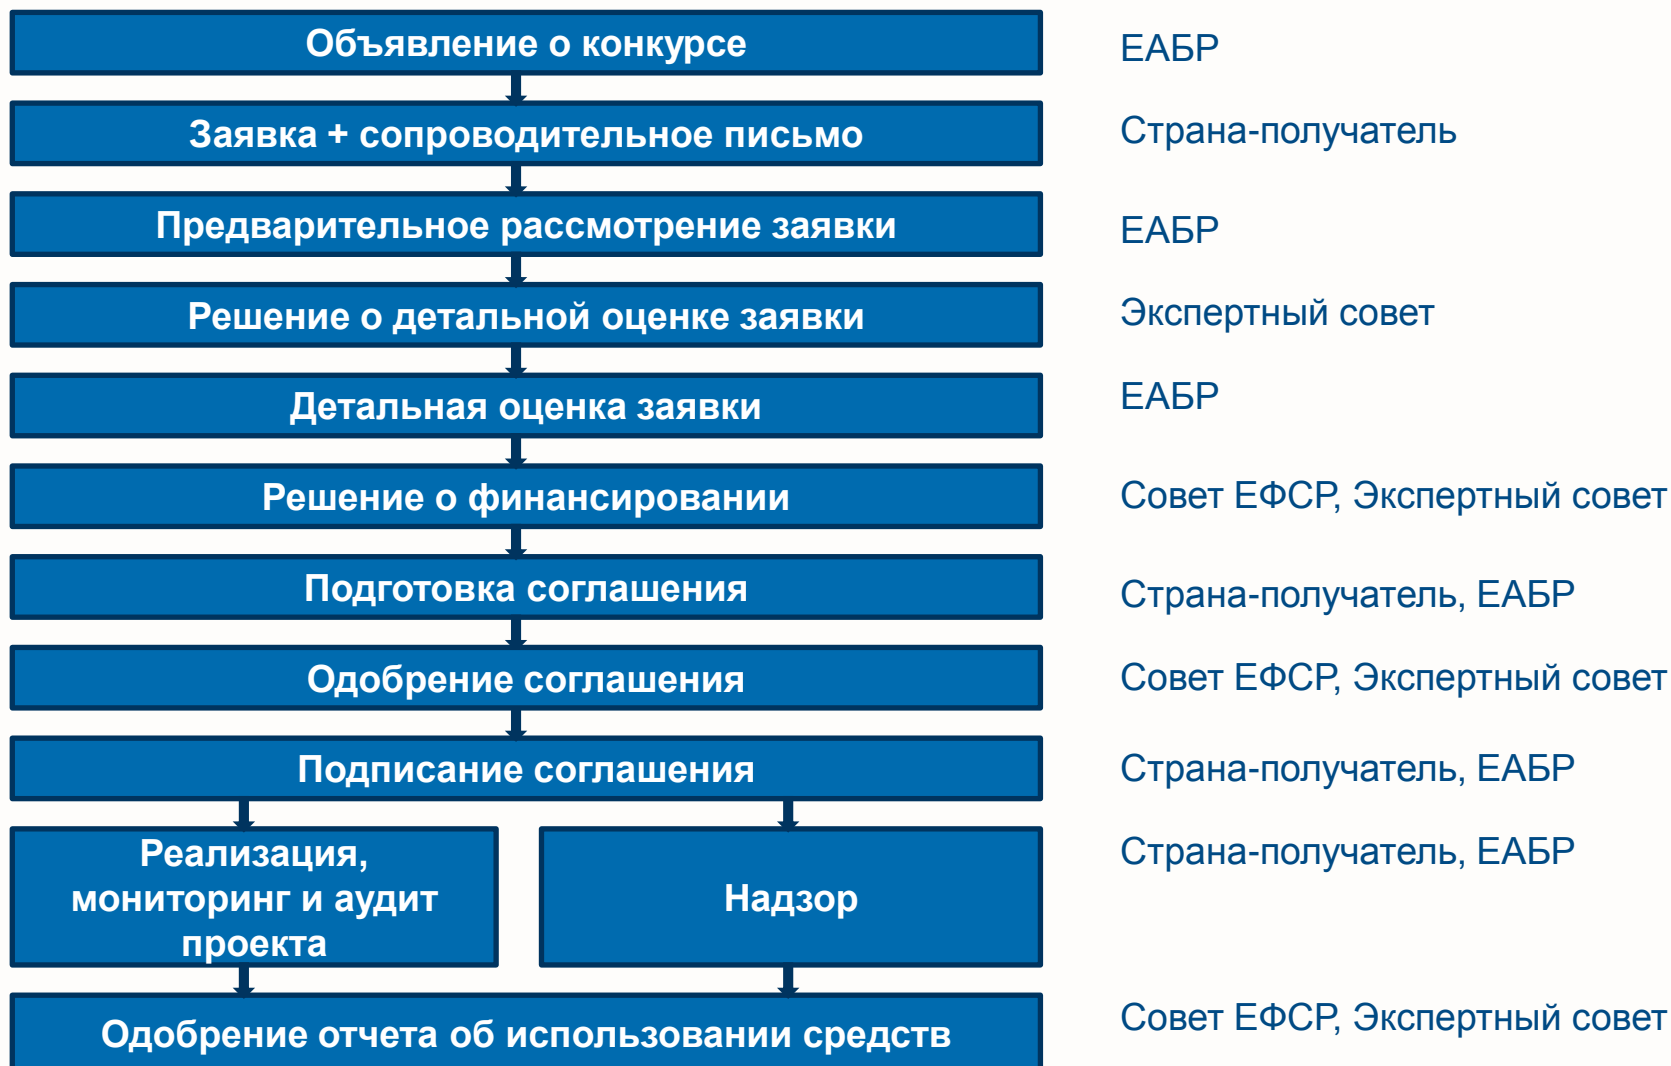 Объявление о конкурсе
ЕАБР
Заявка + сопроводительное письмо
Страна-получатель
Предварительное рассмотрение заявки
ЕАБР
Решение о детальной оценке заявки
Экспертный совет
Детальная оценка заявки
ЕАБР
Решение о финансировании
Совет ЕФСР, Экспертный совет
Подготовка соглашения
Страна-получатель, ЕАБР
Одобрение соглашения
Совет ЕФСР, Экспертный совет
Подписание соглашения
Страна-получатель, ЕАБР
Реализация,
мониторинг и аудит
проекта
Надзор
Страна-получатель, ЕАБР
Одобрение отчета об использовании средств
Совет ЕФСР, Экспертный совет